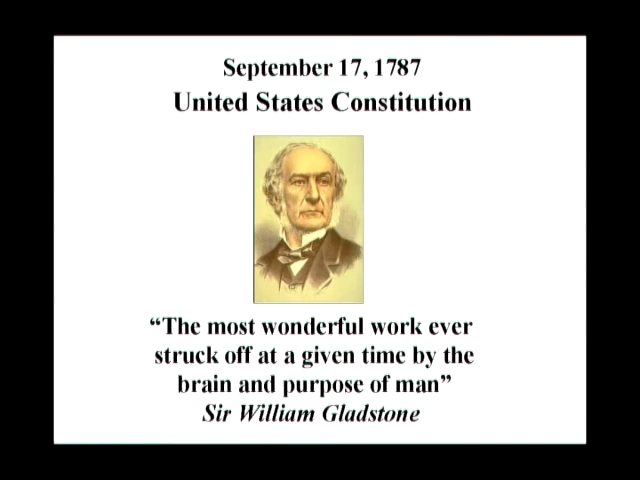 September 17, 1787
United States Constitution
“The most wonderful work ever
struck off at a given time by the
brain and purpose of man”
Sir William Gladstone